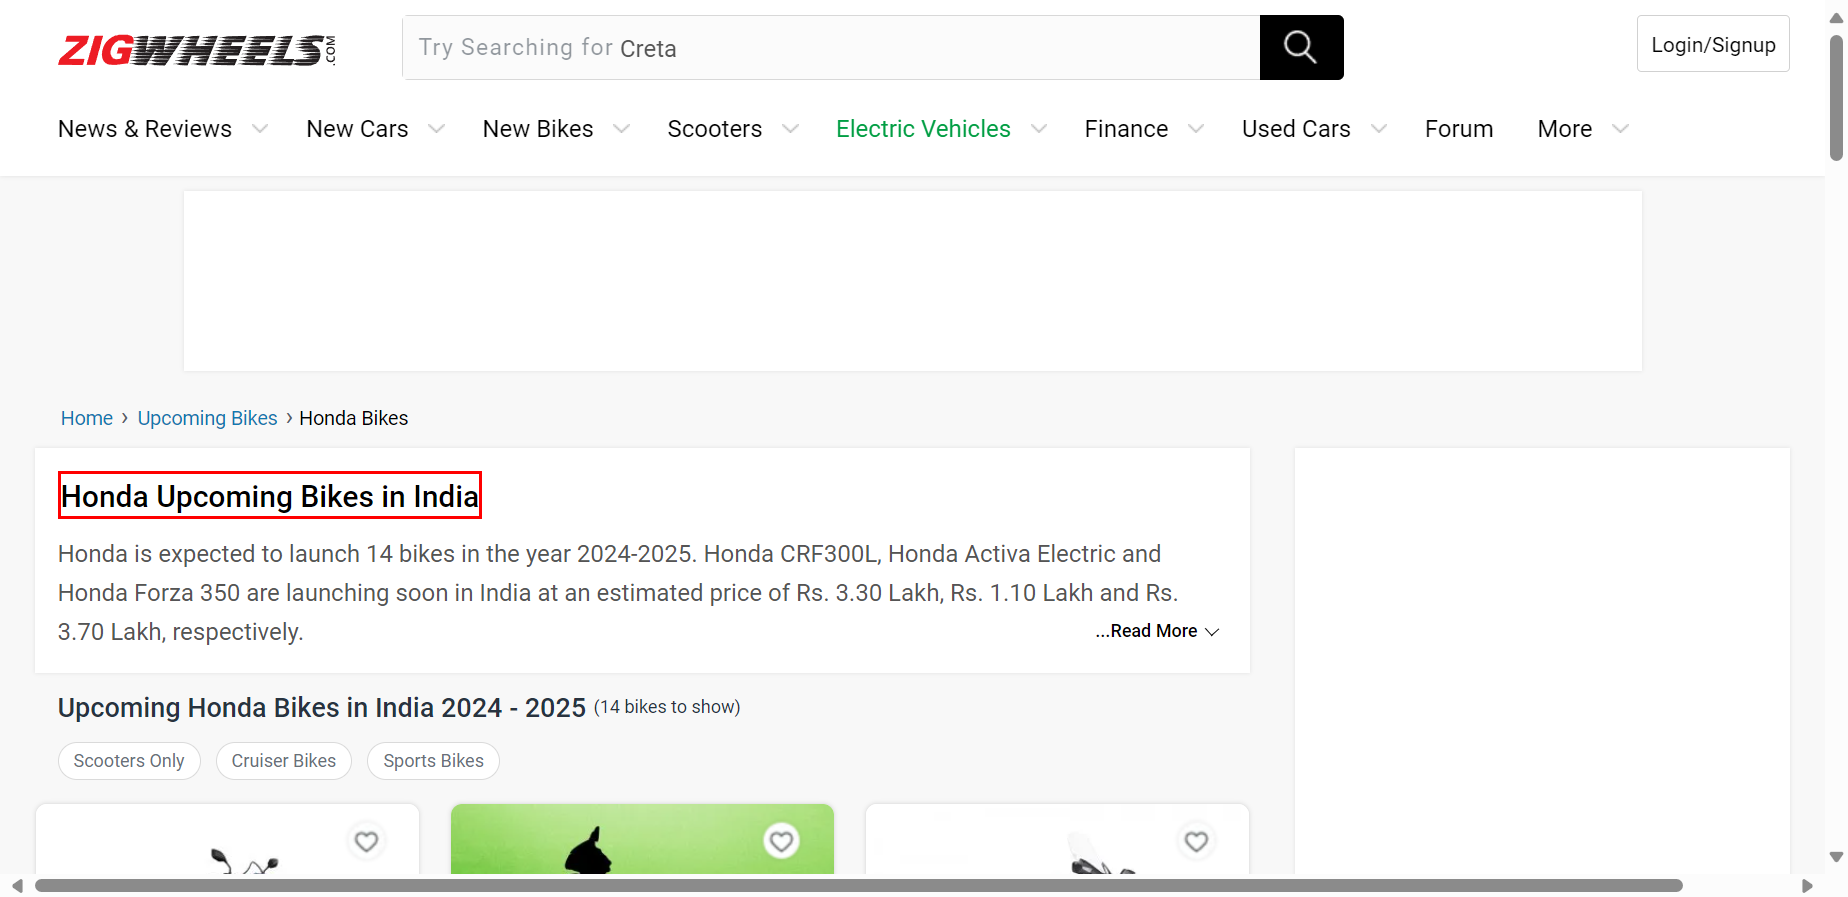 ZIGWHEELS.COM
Try Searching for Creta
Login/Signup
News & Reviews New Cars New Bikes Scooters Electric Vehicles Finance Used Cars Forum More
Home › Upcoming Bikes › Honda Bikes
Honda Upcoming Bikes in India
Honda is expected to launch 14 bikes in the year 2024-2025. Honda CRF300L, Honda Activa Electric and
Honda Forza 350 are launching soon in India at an estimated price of Rs. 3.30 Lakh, Rs. 1.10 Lakh and Rs.
3.70 Lakh, respectively.
...Read More
Upcoming Honda Bikes in India 2024 - 2025 (14 bikes to show)
Scooters Only Cruiser Bikes Sports Bikes